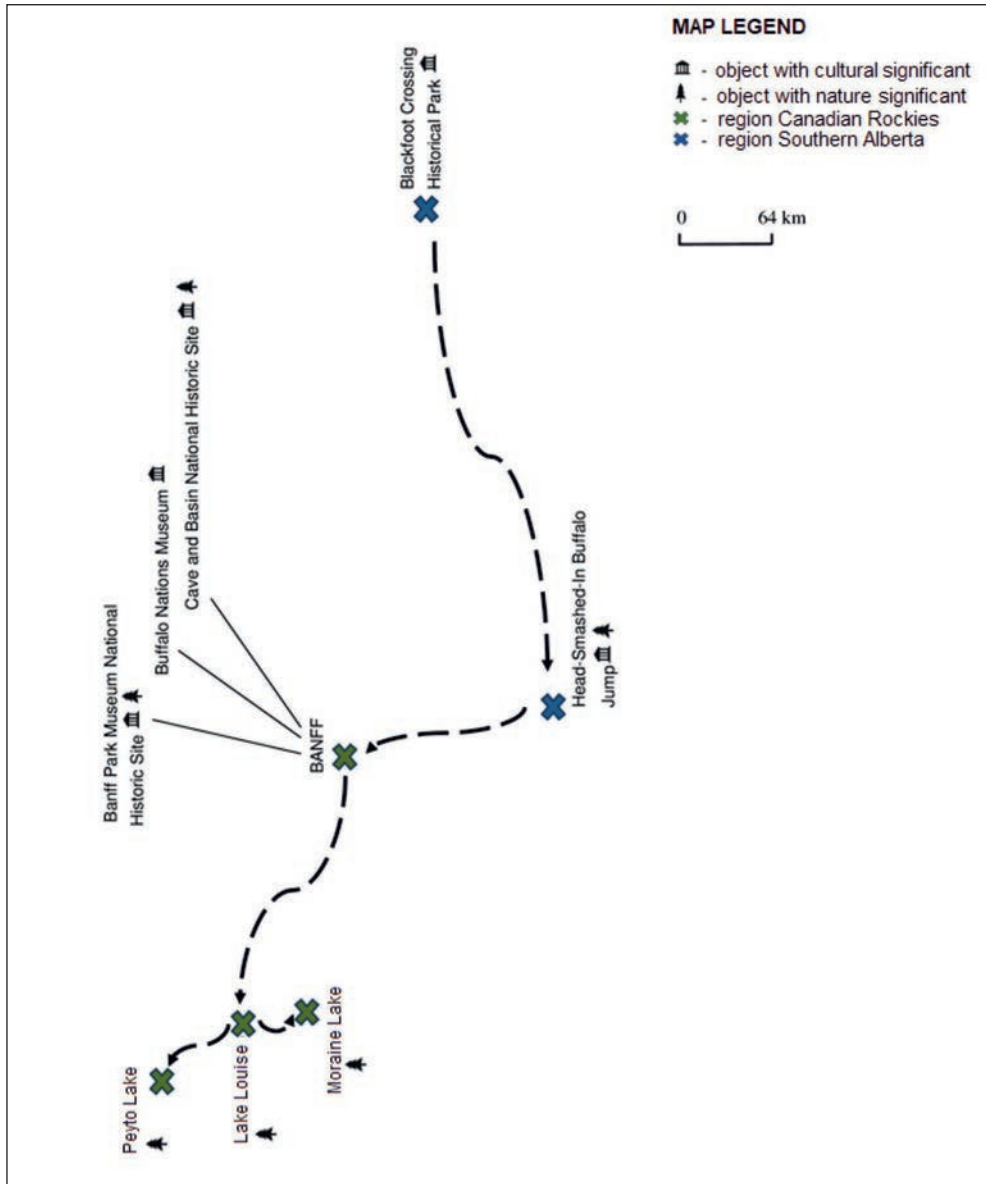 MAP LEGEND
- object with cultural significant
- object with nature significant
- region Canadian Rockies
- region Southern Alberta
0 64 km
Blackfoot Crossing
Historical Park
Cave and Basin National Historic Site
Buffalo Nations Museum
Banff Park Museum National
Historic Site
BANFF
Head-Smashed-In Buffalo
Jump
Peyto Lake
Lake Louise
Moraine Lake